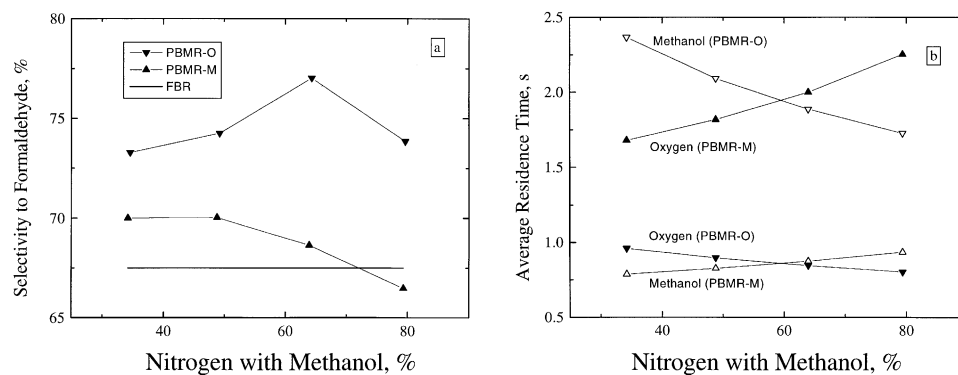 80
75
70
65
Selectivity to Formaldehyde, %
PBMR-O
PBMR-M
FBR
a
40
60
80
Nitrogen with Methanol, %
2.5
2.0
1.5
1.0
0.5
Average Residence Time, s
b
Methanol (PBMR-O)
Oxygen (PBMR-M)
Oxygen (PBMR-O)
Methanol (PBMR-M)
40
60
80
Nitrogen with Methanol, %